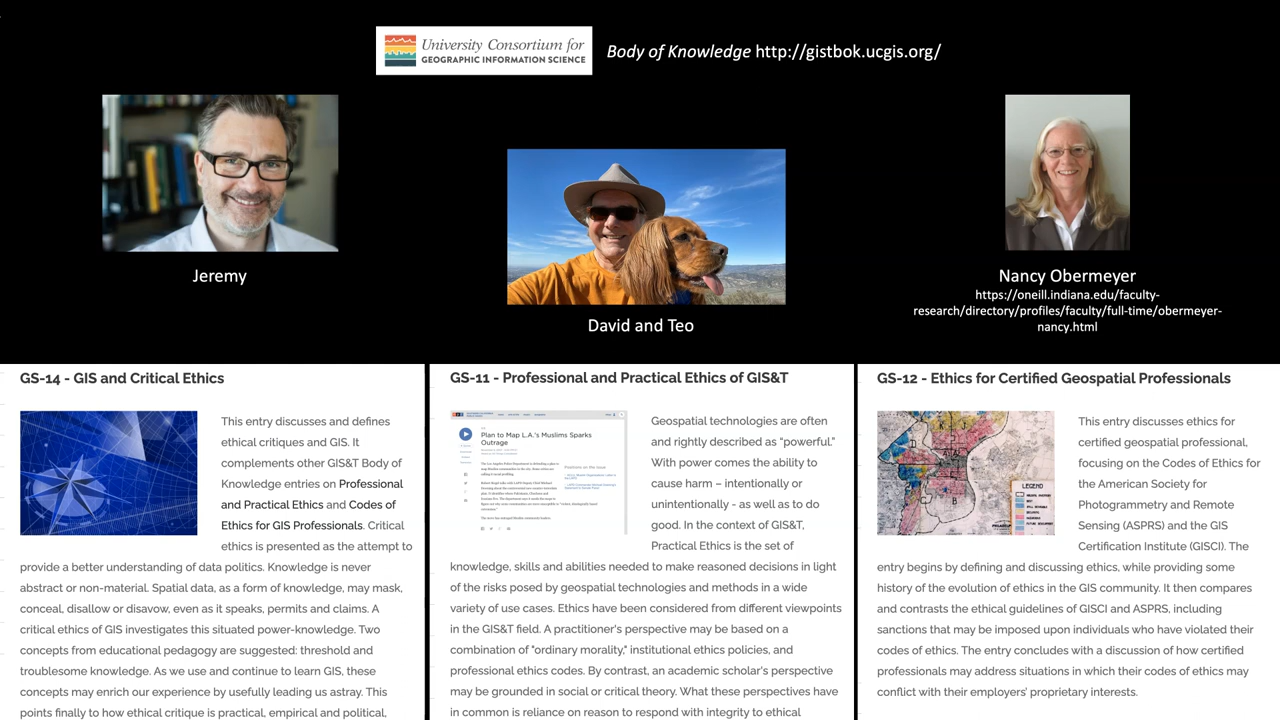 University Consortium for
GEOGRAPHIC INFORMATION SCIENCE
Body of Knowledge http://gistbok.ucgis.org/
Jeremy
David and Teo
Nancy Obermeyer
https://oneill.indiana.edu/faculty-
research/directory/profiles/faculty/full-time/obermeyer-
nancy.html
GS-14 - GIS and Critical Ethics
This entry discusses and defines
ethical critiques and GIS. It
complements other GIS&T Body of
Knowledge entries on Professional
and Practical Ethics and Codes of
Ethics for GIS Professionals. Critical
ethics is presented as the attempt to
provide a better understanding of data politics. Knowledge is never
abstract or non-material. Spatial data, as a form of knowledge, may mask,
conceal, disallow or disavow, even as it speaks, permits and claims. A
critical ethics of GIS investigates this situated power-knowledge. Two
concepts from educational pedagogy are suggested: threshold and
troublesome knowledge. As we use and continue to learn GIS, these
concepts may enrich our experience by usefully leading us astray. This
points finally to how ethical critique is practical, empirical and political,
GS-11 - Professional and Practical Ethics of GIS&T
Plan to Map L.A.'s Muslims Sparks
Outrage
Geospatial technologies are often
and rightly described as “powerful.”
With power comes the ability to
cause harm – intentionally or
unintentionally - as well as to do
good. In the context of GIS&T,
Practical Ethics is the set of
knowledge, skills and abilities needed to make reasoned decisions in light
of the risks posed by geospatial technologies and methods in a wide
variety of use cases. Ethics have been considered from different viewpoints
in the GIS&T field. A practitioner's perspective may be based on a
combination of "ordinary morality," institutional ethics policies, and
professional ethics codes. By contrast, an academic scholar's perspective
may be grounded in social or critical theory. What these perspectives have
in common is reliance on reason to respond with integrity to ethical
GS-12 - Ethics for Certified Geospatial Professionals
LEGEND
This entry discusses ethics for
certified geospatial professional,
focusing on the Codes of Ethics for
the American Society for
Photogrammetry and Remote
Sensing (ASPRS) and the GIS
Certification Institute (GISCI). The
entry begins by defining and discussing ethics, while providing some
history of the evolution of ethics in the GIS community. It then compares
and contrasts the ethical guidelines of GISCI and ASPRS, including
sanctions that may be imposed upon individuals who have violated their
codes of ethics. The entry concludes with a discussion of how certified
professionals may address situations in which their codes of ethics may
conflict with their employers' proprietary interests.